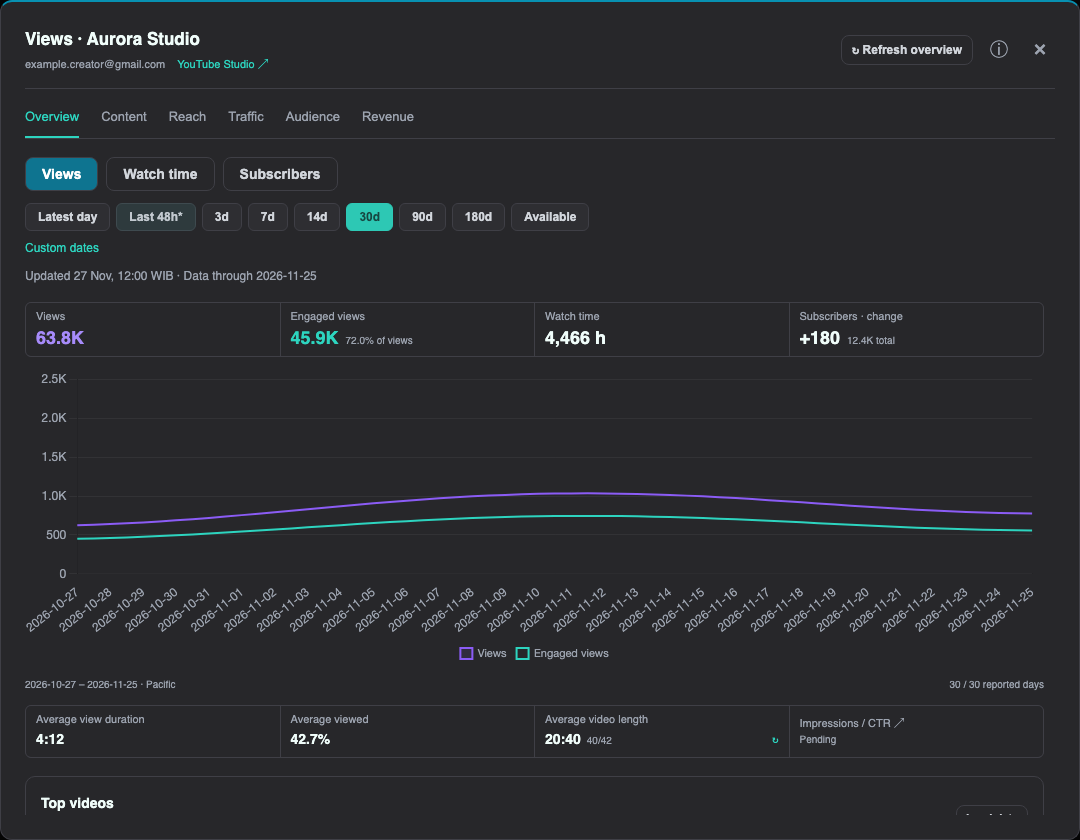 Views · Aurora Studio
example.creator@gmail.com YouTube Studio ↗
↻ Refresh overview ⓘ ×
Overview Content Reach Traffic Audience Revenue
Views Watch time Subscribers
Latest day Last 48h* 3d 7d 14d 30d 90d 180d Available
Custom dates
Updated 27 Nov, 12:00 WIB · Data through 2026-11-25
Views Engaged views Watch time Subscribers · change
63.8K 45.9K 72.0% of views 4,466 h +180 12.4K total
2.5K
2.0K
1.5K
1.0K
500
0
2026-10-27 2026-10-28 2026-10-29 2026-10-30 2026-10-31 2026-11-01 2026-11-02 2026-11-03 2026-11-04 2026-11-05 2026-11-06 2026-11-07 2026-11-08 2026-11-09 2026-11-10 2026-11-11 2026-11-12 2026-11-13 2026-11-14 2026-11-15 2026-11-16 2026-11-17 2026-11-18 2026-11-19 2026-11-20 2026-11-21 2026-11-22 2026-11-23 2026-11-24 2026-11-25
Views Engaged views
2026-10-27 – 2026-11-25 · Pacific 30 / 30 reported days
Average view duration Average viewed Average video length Impressions / CTR ↗
4:12 42.7% 20:40 40/42 ↻ Pending
Top videos